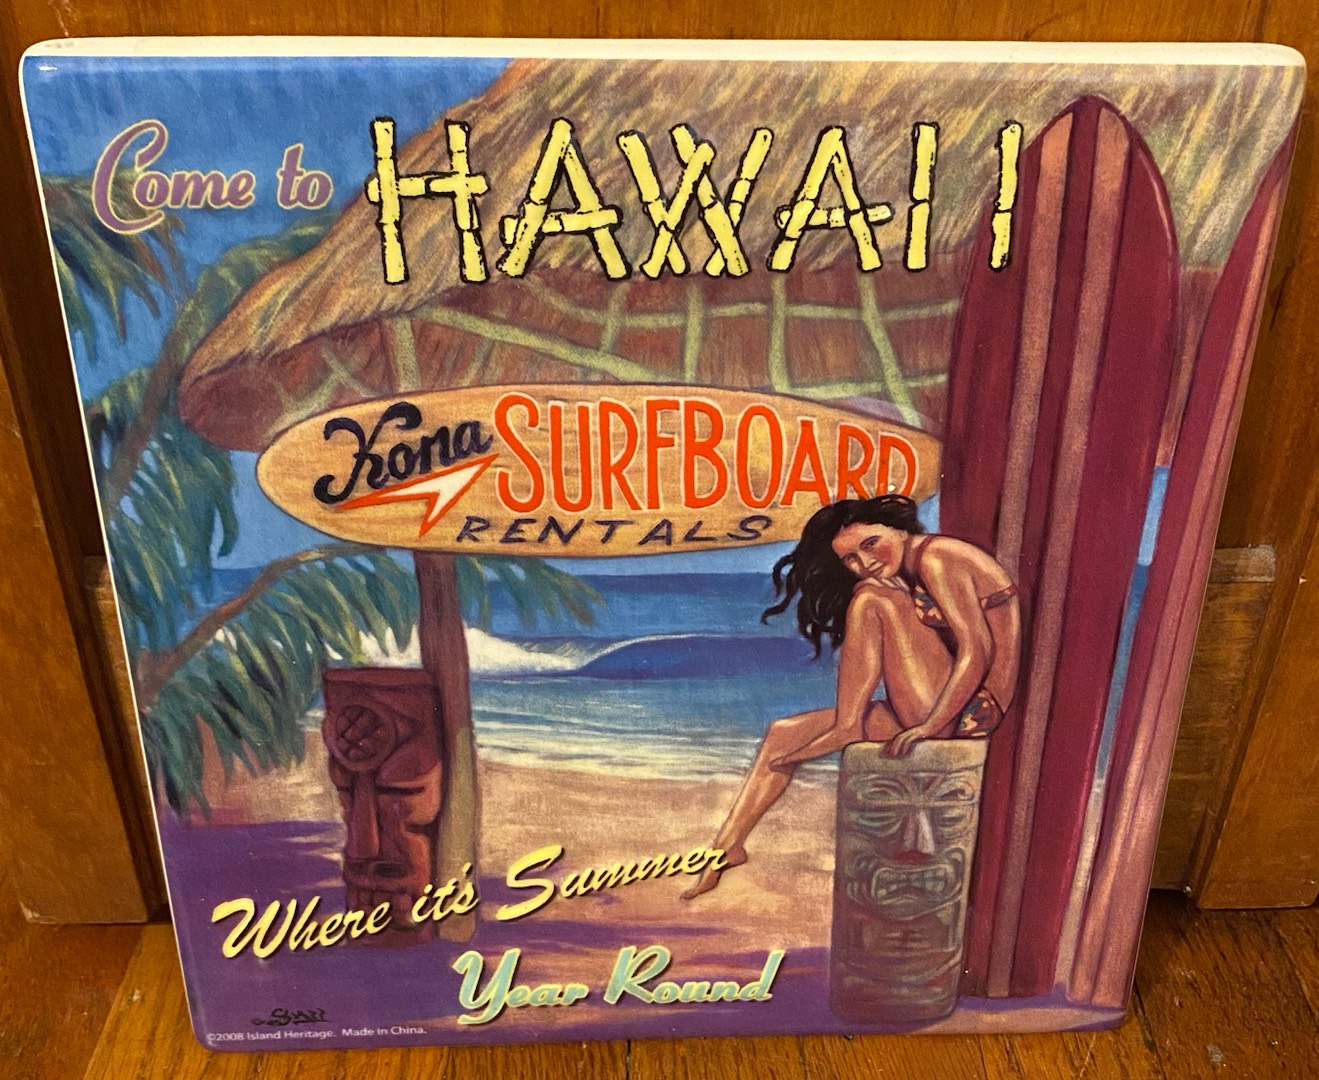 Come to HAWAII
Kona SURFBOARD
RENTALS
Where it's Summer
Year Round
©2008 Island Heritage. Made in China.